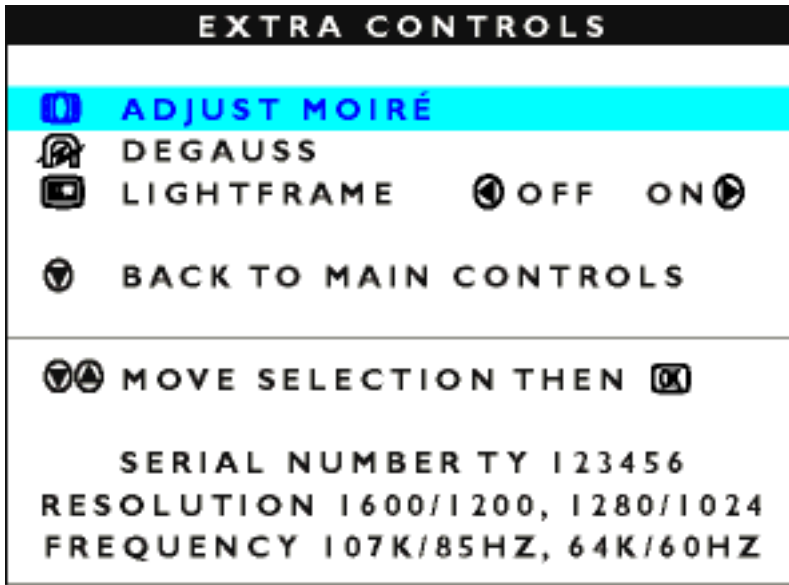 EXTRA CONTROLS
ADJUST MOIRÉ
DEGAUSS
LIGHTFRAME OFF ON
BACK TO MAIN CONTROLS
MOVE SELECTION THEN OK
SERIAL NUMBER TY 123456
RESOLUTION 1600/1200, 1280/1024
FREQUENCY 107K/85HZ, 64K/60HZ